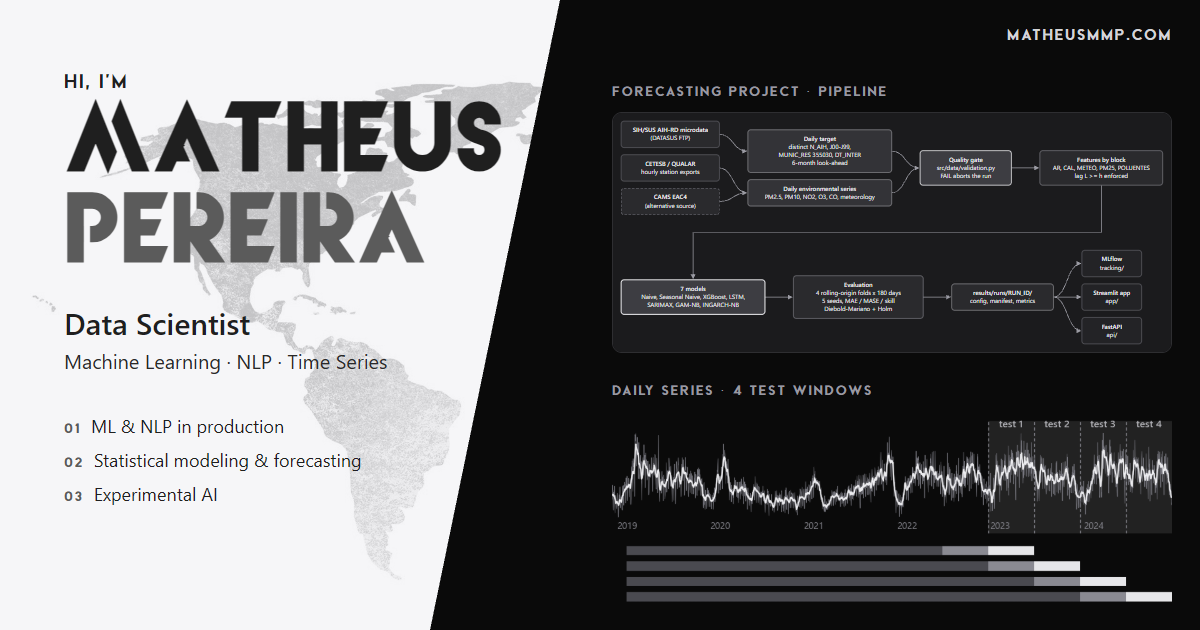 HI, I'M
MATHEUS
PEREIRA
Data Scientist
Machine Learning · NLP · Time Series
01 ML & NLP in production
02 Statistical modeling & forecasting
03 Experimental AI
MATHEUSMMP.COM
FORECASTING PROJECT · PIPELINE
SIH/SUS AIH-RD microdata
(DATASUS FTP)
CETESB / QUALAR
hourly station exports
CAMS EAC4
(alternative source)
Daily target
distinct N_AIH, J00-J99,
MUNIC_RES 355030, DT_INTER
6-month look-ahead
Daily environmental series
PM2.5, PM10, NO2, O3, CO, meteorology
Quality gate
src/data/validation.py
FAIL aborts the run
Features by block
AR, CAL, METEO, PM25, POLUENTES
lag L >= h enforced
7 models
Naive, Seasonal Naive, XGBoost, LSTM,
SARIMAX, GAM-NB, INGARCH-NB
Evaluation
4 rolling-origin folds x 180 days
5 seeds, MAE / MASE / skill
Diebold-Mariano + Holm
results/runs/RUN_ID/
config, manifest, metrics
MLflow
tracking/
Streamlit app
app/
FastAPI
api/
DAILY SERIES · 4 TEST WINDOWS
test 1 test 2 test 3 test 4
2019 2020 2021 2022 2023 2024